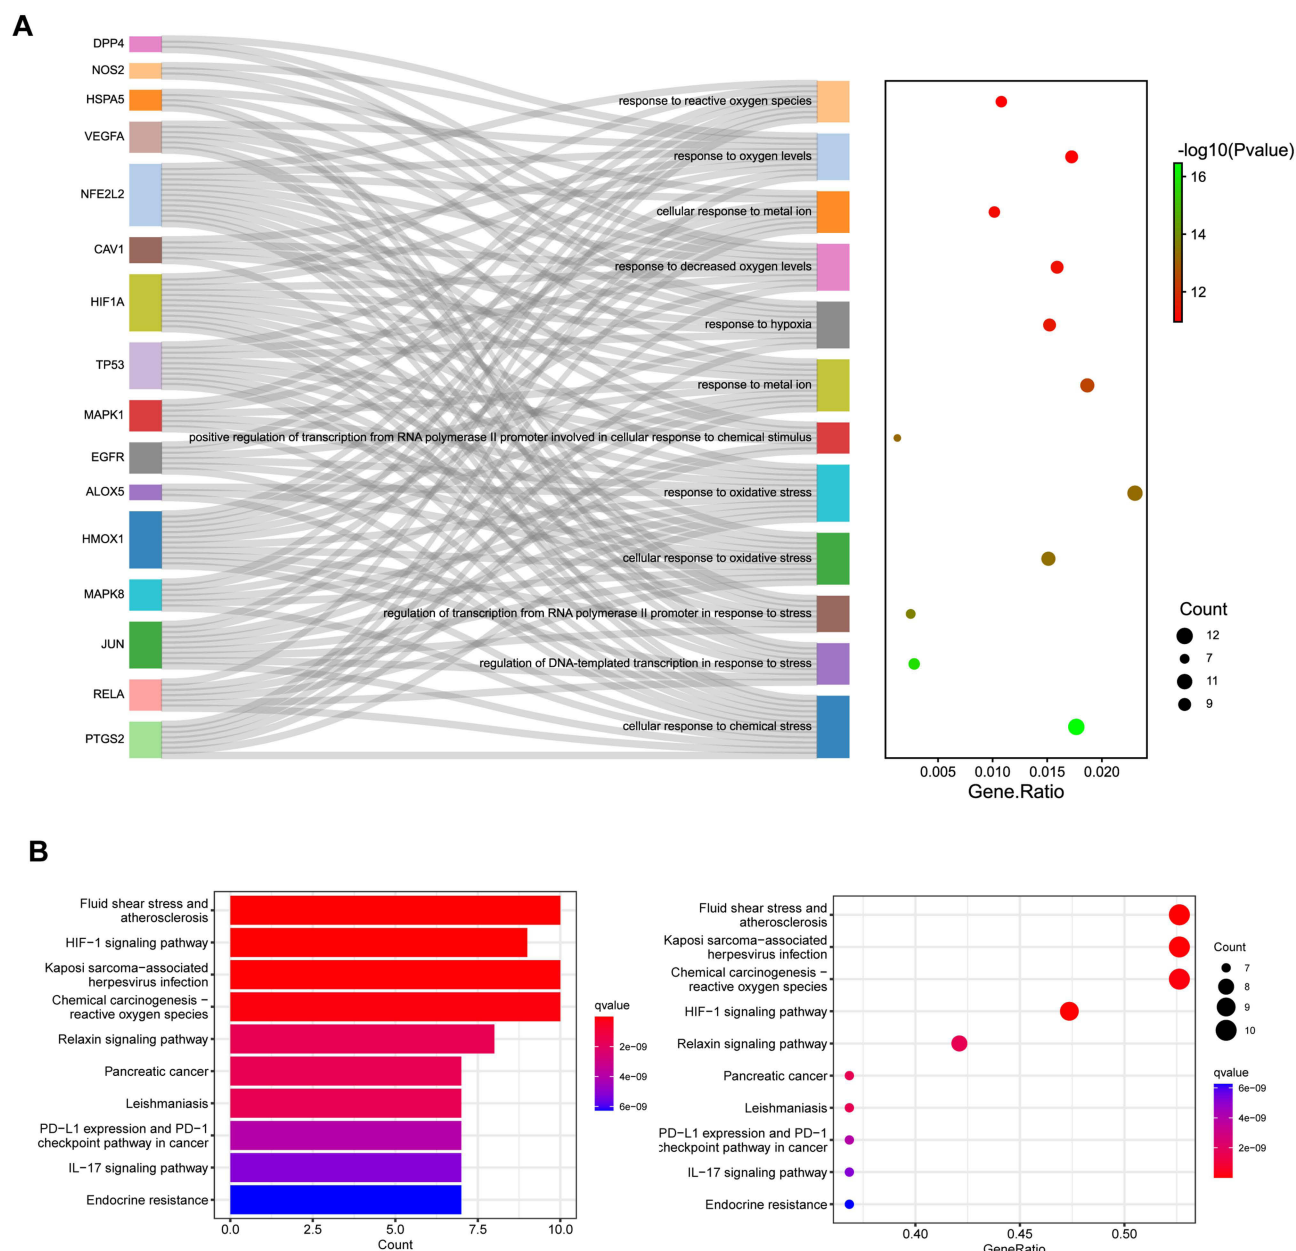 A
DPP4
NOS2
HSPA5
VEGFA
NFE2L2
CAV1
HIF1A
TP53
MAPK1
EGFR
ALOX5
HMOX1
MAPK8
JUN
RELA
PTGS2
response to reactive oxygen species
response to oxygen levels
cellular response to metal ion
response to decreased oxygen levels
response to hypoxia
response to metal ion
positive regulation of transcription from RNA polymerase II promoter involved in cellular response to chemical stimulus
response to oxidative stress
cellular response to oxidative stress
regulation of transcription from RNA polymerase II promoter in response to stress
regulation of DNA-templated transcription in response to stress
cellular response to chemical stress
0.005 0.010 0.015 0.020
Gene.Ratio
-log10(Pvalue)
16
14
12
Count
12
7
11
9
B
Fluid shear stress and
atherosclerosis
HIF−1 signaling pathway
Kaposi sarcoma−associated
herpesvirus infection
Chemical carcinogenesis −
reactive oxygen species
Relaxin signaling pathway
Pancreatic cancer
Leishmaniasis
PD−L1 expression and PD−1
checkpoint pathway in cancer
IL−17 signaling pathway
Endocrine resistance
0.0 2.5 5.0 7.5 10.0
Count
qvalue
2e−09
4e−09
6e−09
Fluid shear stress and
atherosclerosis
Kaposi sarcoma−associated
herpesvirus infection
Chemical carcinogenesis −
reactive oxygen species
HIF−1 signaling pathway
Relaxin signaling pathway
Pancreatic cancer
Leishmaniasis
PD−L1 expression and PD−1
checkpoint pathway in cancer
IL−17 signaling pathway
Endocrine resistance
0.40 0.45 0.50
GeneRatio
Count
7
8
9
10
qvalue
6e−09
4e−09
2e−09